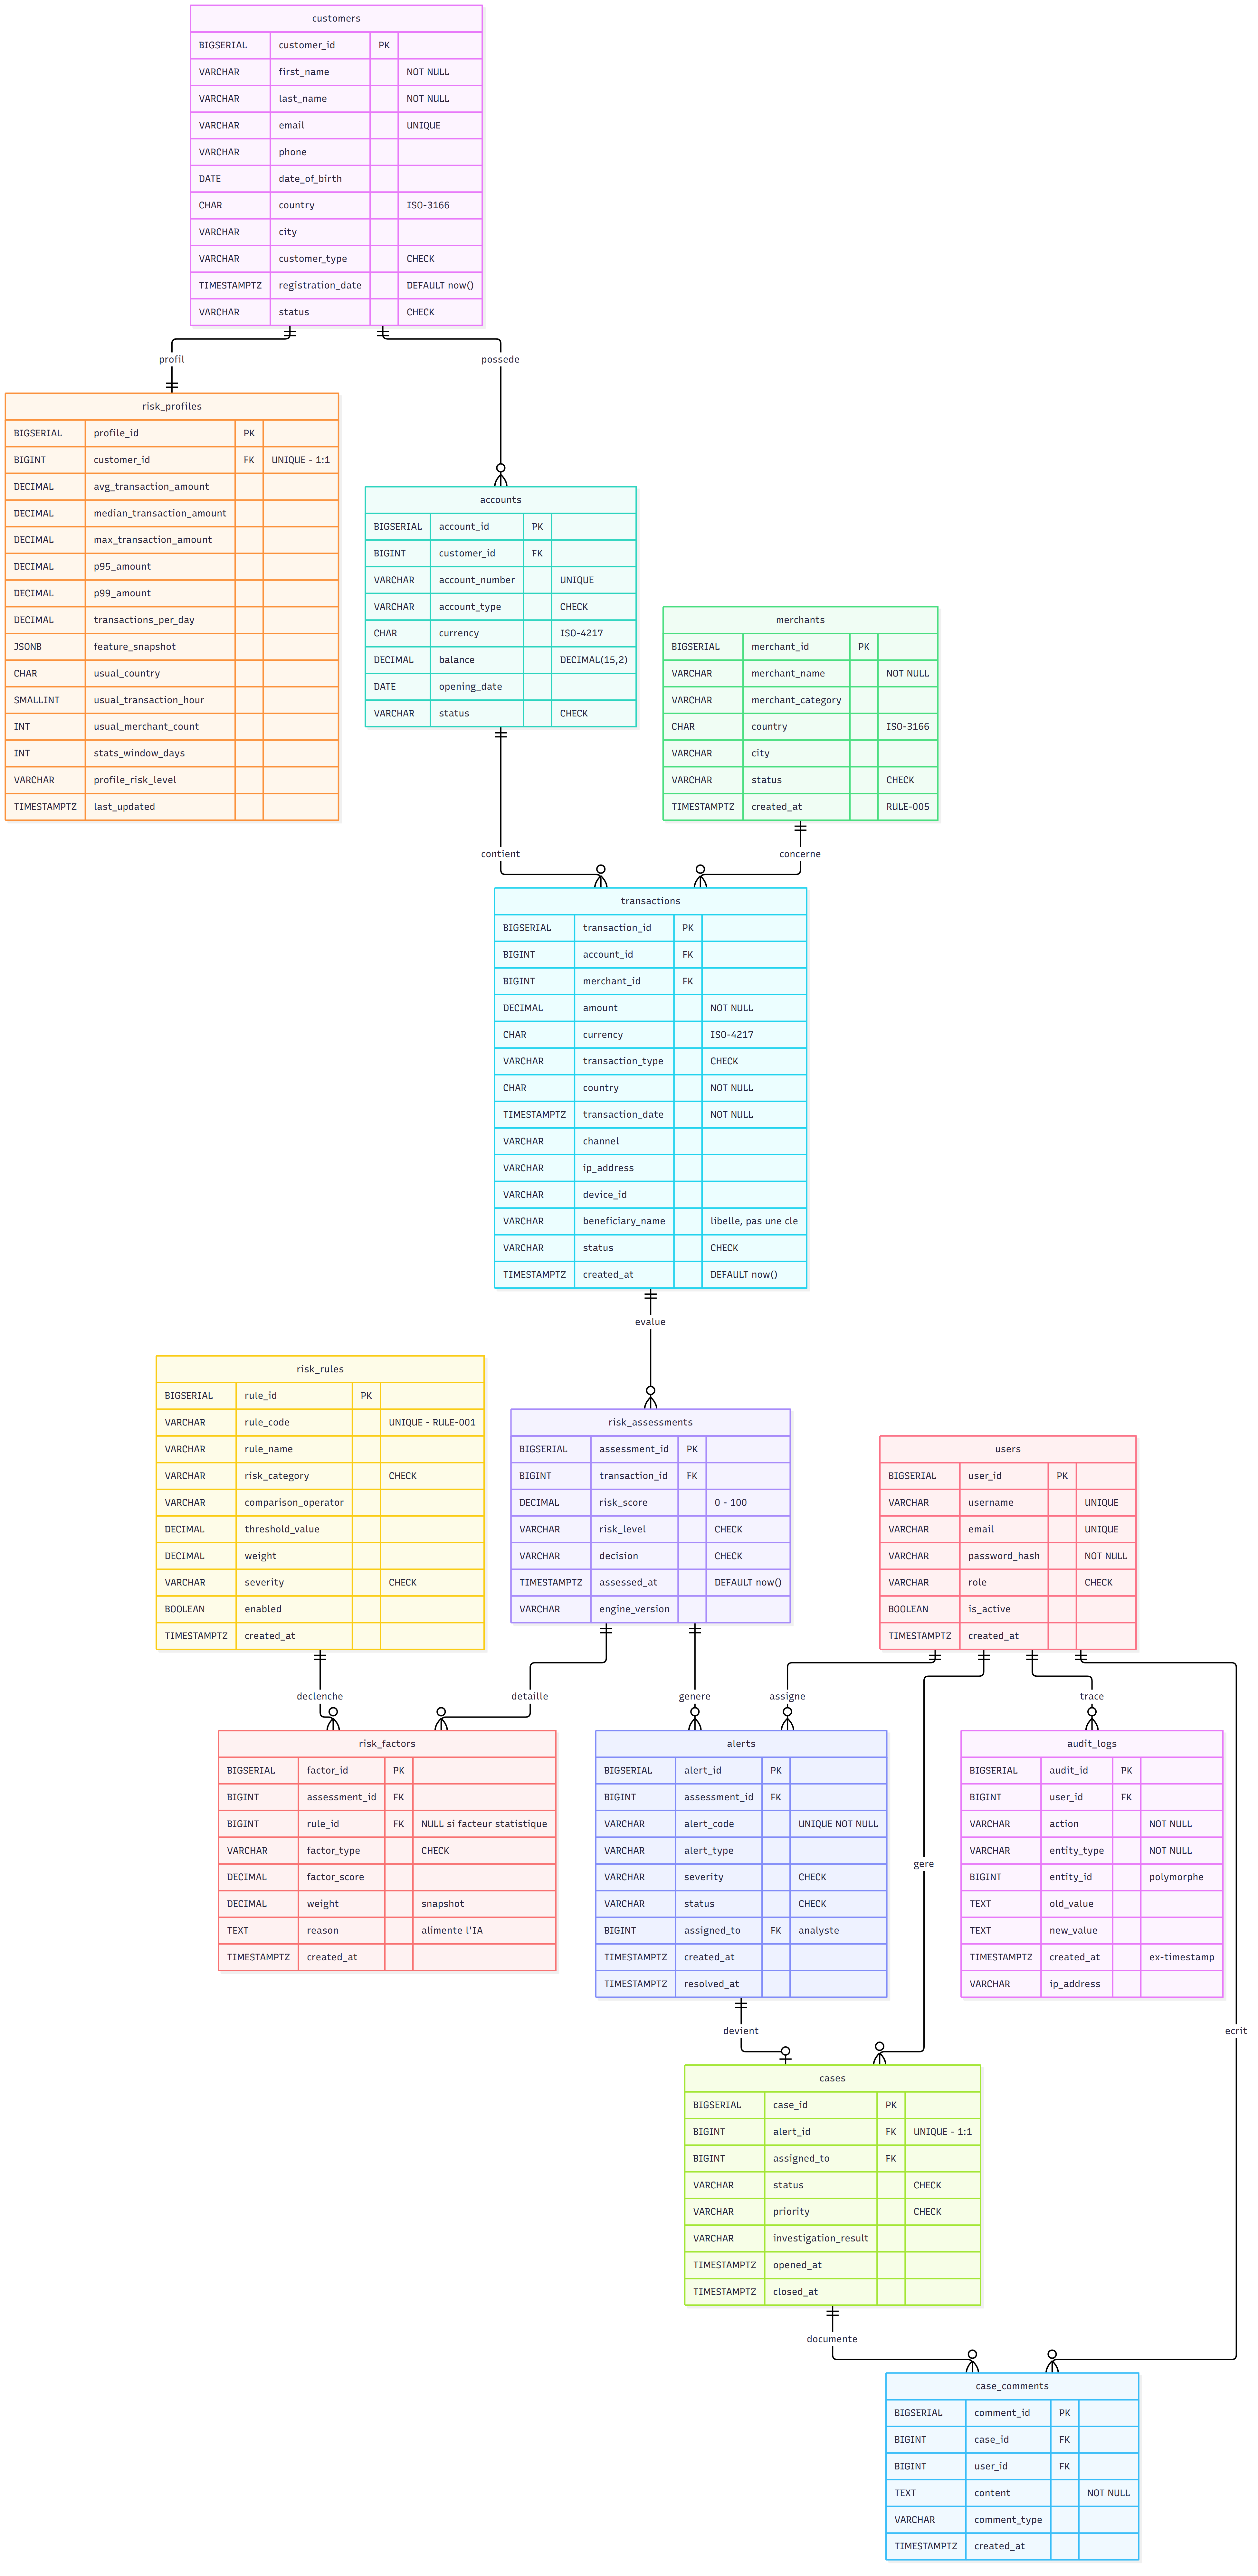 customers
BIGSERIAL customer_id PK
VARCHAR first_name NOT NULL
VARCHAR last_name NOT NULL
VARCHAR email UNIQUE
VARCHAR phone
DATE date_of_birth
CHAR country ISO-3166
VARCHAR city
VARCHAR customer_type CHECK
TIMESTAMPTZ registration_date DEFAULT now()
VARCHAR status CHECK
profil
possede
risk_profiles
BIGSERIAL profile_id PK
BIGINT customer_id FK UNIQUE - 1:1
DECIMAL avg_transaction_amount
DECIMAL median_transaction_amount
DECIMAL max_transaction_amount
DECIMAL p95_amount
DECIMAL p99_amount
DECIMAL transactions_per_day
JSONB feature_snapshot
CHAR usual_country
SMALLINT usual_transaction_hour
INT usual_merchant_count
INT stats_window_days
VARCHAR profile_risk_level
TIMESTAMPTZ last_updated
accounts
BIGSERIAL account_id PK
BIGINT customer_id FK
VARCHAR account_number UNIQUE
VARCHAR account_type CHECK
CHAR currency ISO-4217
DECIMAL balance DECIMAL(15,2)
DATE opening_date
VARCHAR status CHECK
merchants
BIGSERIAL merchant_id PK
VARCHAR merchant_name NOT NULL
VARCHAR merchant_category
CHAR country ISO-3166
VARCHAR city
VARCHAR status CHECK
TIMESTAMPTZ created_at RULE-005
contient
concerne
transactions
BIGSERIAL transaction_id PK
BIGINT account_id FK
BIGINT merchant_id FK
DECIMAL amount NOT NULL
CHAR currency ISO-4217
VARCHAR transaction_type CHECK
CHAR country NOT NULL
TIMESTAMPTZ transaction_date NOT NULL
VARCHAR channel
VARCHAR ip_address
VARCHAR device_id
VARCHAR beneficiary_name libelle, pas une cle
VARCHAR status CHECK
TIMESTAMPTZ created_at DEFAULT now()
evalue
risk_rules
BIGSERIAL rule_id PK
VARCHAR rule_code UNIQUE - RULE-001
VARCHAR rule_name
VARCHAR risk_category CHECK
VARCHAR comparison_operator
DECIMAL threshold_value
DECIMAL weight
VARCHAR severity CHECK
BOOLEAN enabled
TIMESTAMPTZ created_at
risk_assessments
BIGSERIAL assessment_id PK
BIGINT transaction_id FK
DECIMAL risk_score 0 - 100
VARCHAR risk_level CHECK
VARCHAR decision CHECK
TIMESTAMPTZ assessed_at DEFAULT now()
VARCHAR engine_version
users
BIGSERIAL user_id PK
VARCHAR username UNIQUE
VARCHAR email UNIQUE
VARCHAR password_hash NOT NULL
VARCHAR role CHECK
BOOLEAN is_active
TIMESTAMPTZ created_at
declenche
detaille
genere
assigne
trace
risk_factors
BIGSERIAL factor_id PK
BIGINT assessment_id FK
BIGINT rule_id FK NULL si facteur statistique
VARCHAR factor_type CHECK
DECIMAL factor_score
DECIMAL weight snapshot
TEXT reason alimente l'IA
TIMESTAMPTZ created_at
alerts
BIGSERIAL alert_id PK
BIGINT assessment_id FK
VARCHAR alert_code UNIQUE NOT NULL
VARCHAR alert_type
VARCHAR severity CHECK
VARCHAR status CHECK
BIGINT assigned_to FK analyste
TIMESTAMPTZ created_at
TIMESTAMPTZ resolved_at
gere
audit_logs
BIGSERIAL audit_id PK
BIGINT user_id FK
VARCHAR action NOT NULL
VARCHAR entity_type NOT NULL
BIGINT entity_id polymorphe
TEXT old_value
TEXT new_value
TIMESTAMPTZ created_at ex-timestamp
VARCHAR ip_address
devient
ecrit
cases
BIGSERIAL case_id PK
BIGINT alert_id FK UNIQUE - 1:1
BIGINT assigned_to FK
VARCHAR status CHECK
VARCHAR priority CHECK
VARCHAR investigation_result
TIMESTAMPTZ opened_at
TIMESTAMPTZ closed_at
documente
case_comments
BIGSERIAL comment_id PK
BIGINT case_id FK
BIGINT user_id FK
TEXT content NOT NULL
VARCHAR comment_type
TIMESTAMPTZ created_at